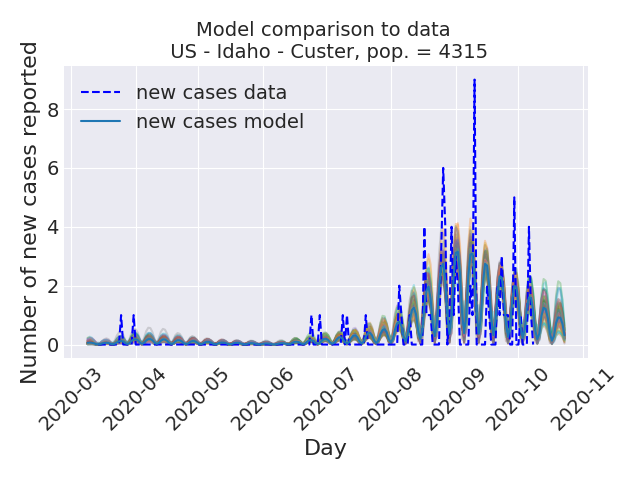 Model comparison to data
US - Idaho - Custer, pop. = 4315
Number of new cases reported
new cases data
new cases model
8
6
4
2
0
2020-03
2020-04
2020-05
2020-06
2020-07
2020-08
2020-09
2020-10
2020-11
Day